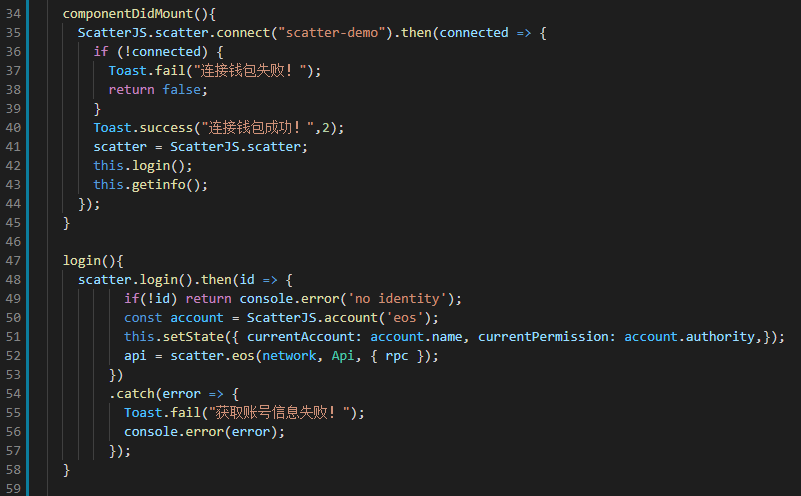 34 componentDidMount(){
35 ScatterJS.scatter.connect("scatter-demo").then(connected => {
36 if (!connected) {
37 Toast.fail("连接钱包失败！");
38 return false;
39 }
40 Toast.success("连接钱包成功！",2);
41 scatter = ScatterJS.scatter;
42 this.login();
43 this.getinfo();
44 });
45 }
46
47 login(){
48 scatter.login().then(id => {
49 if(!id) return console.error('no identity');
50 const account = ScatterJS.account('eos');
51 this.setState({ currentAccount: account.name, currentPermission: account.authority,});
52 api = scatter.eos(network, Api, { rpc });
53 })
54 .catch(error => {
55 Toast.fail("获取账号信息失败！");
56 console.error(error);
57 });
58 }
59